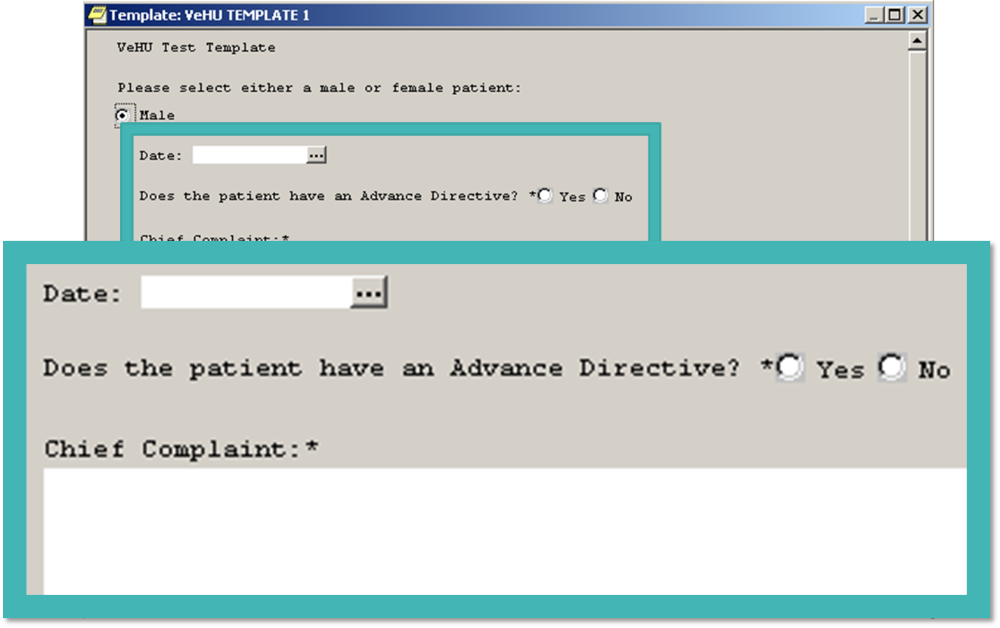 Template: VeHU TEMPLATE 1
VeHU Test Template
Please select either a male or female patient:
Male
Date: ...
Does the patient have an Advance Directive? * Yes No
Chief Complaint:*
Date: ...
Does the patient have an Advance Directive? * Yes No
Chief Complaint:*